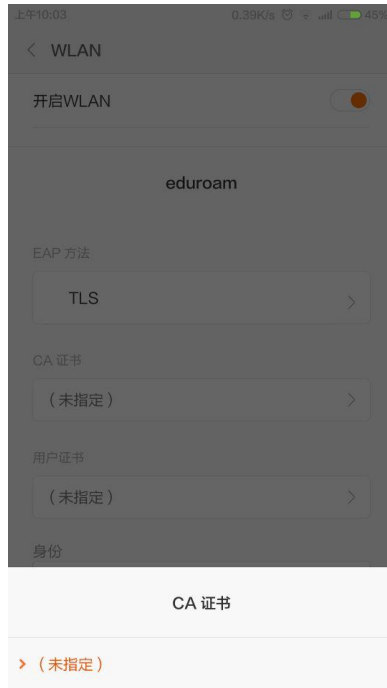 上午10:03 0.39K/s 45%
WLAN
开启WLAN
eduroam
EAP 方法
TLS
CA 证书
(未指定)
用户证书
(未指定)
身份
CA 证书
(未指定)